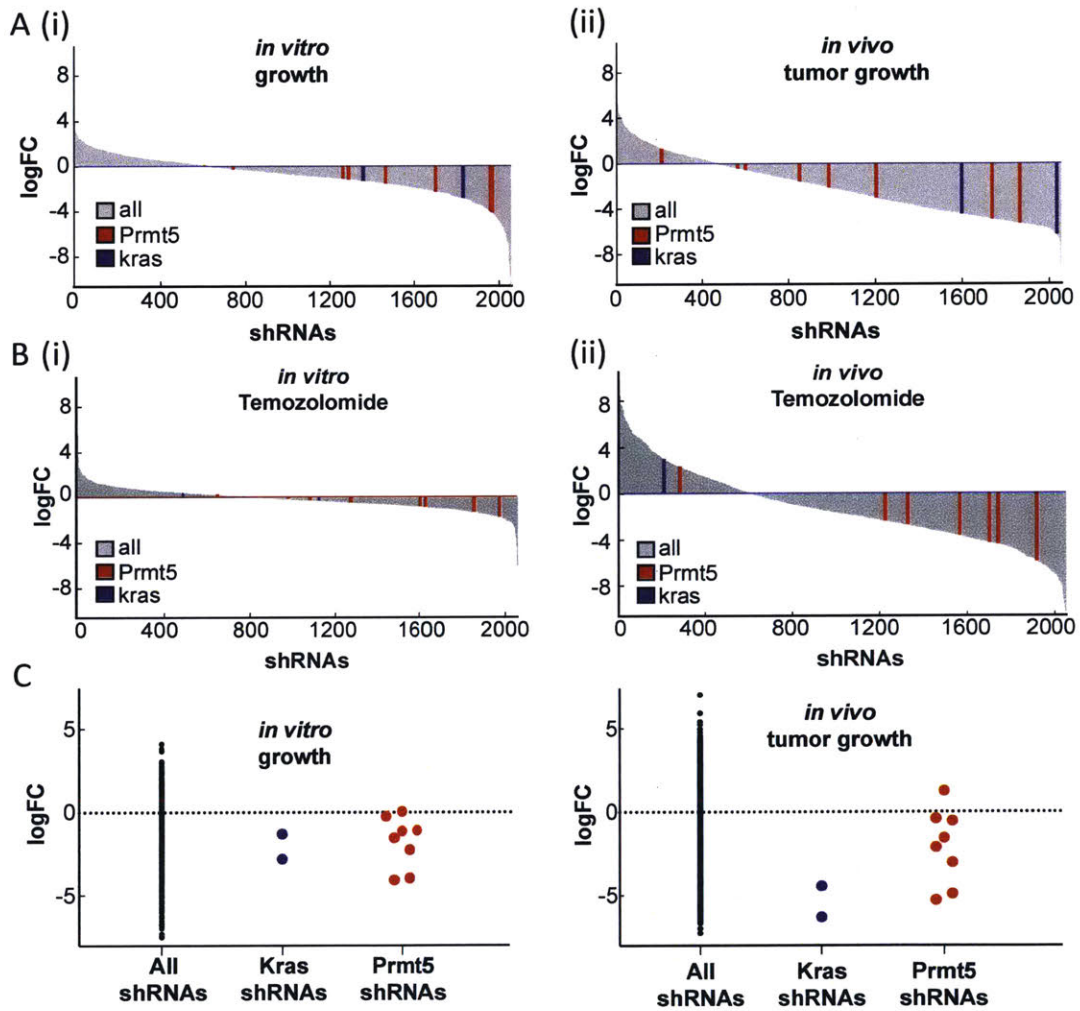 A (i)
in vitro
growth
8
4
0
-4
-8
logFC
all
Prmt5
kras
0 400 800 1200 1600 2000
shRNAs
(ii)
in vivo
tumor growth
8
4
0
-4
-8
logFC
all
Prmt5
kras
0 400 800 1200 1600 2000
shRNAs
B (i)
in vitro
Temozolomide
8
4
0
-4
-8
logFC
all
Prmt5
kras
0 400 800 1200 1600 2000
shRNAs
(ii)
in vivo
Temozolomide
8
4
0
-4
-8
logFC
all
Prmt5
kras
0 400 800 1200 1600 2000
shRNAs
C
in vitro
growth
5
0
-5
logFC
All Kras Prmt5
shRNAs shRNAs shRNAs
in vivo
tumor growth
5
0
-5
logFC
All Kras Prmt5
shRNAs shRNAs shRNAs